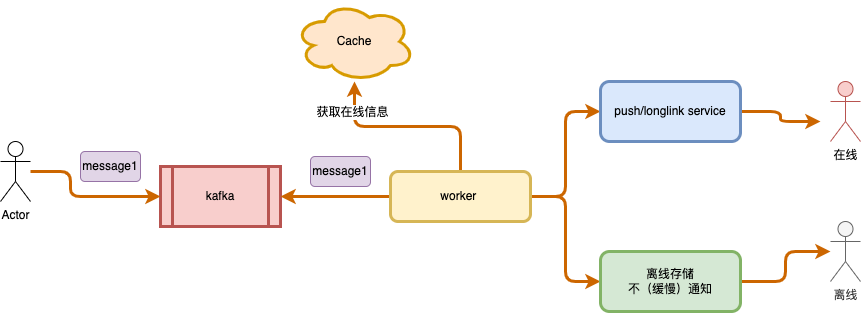 Cache
获取在线信息
push/longlink service
在线
message1
Actor
kafka
message1
worker
离线存储
不（缓慢）通知
离线